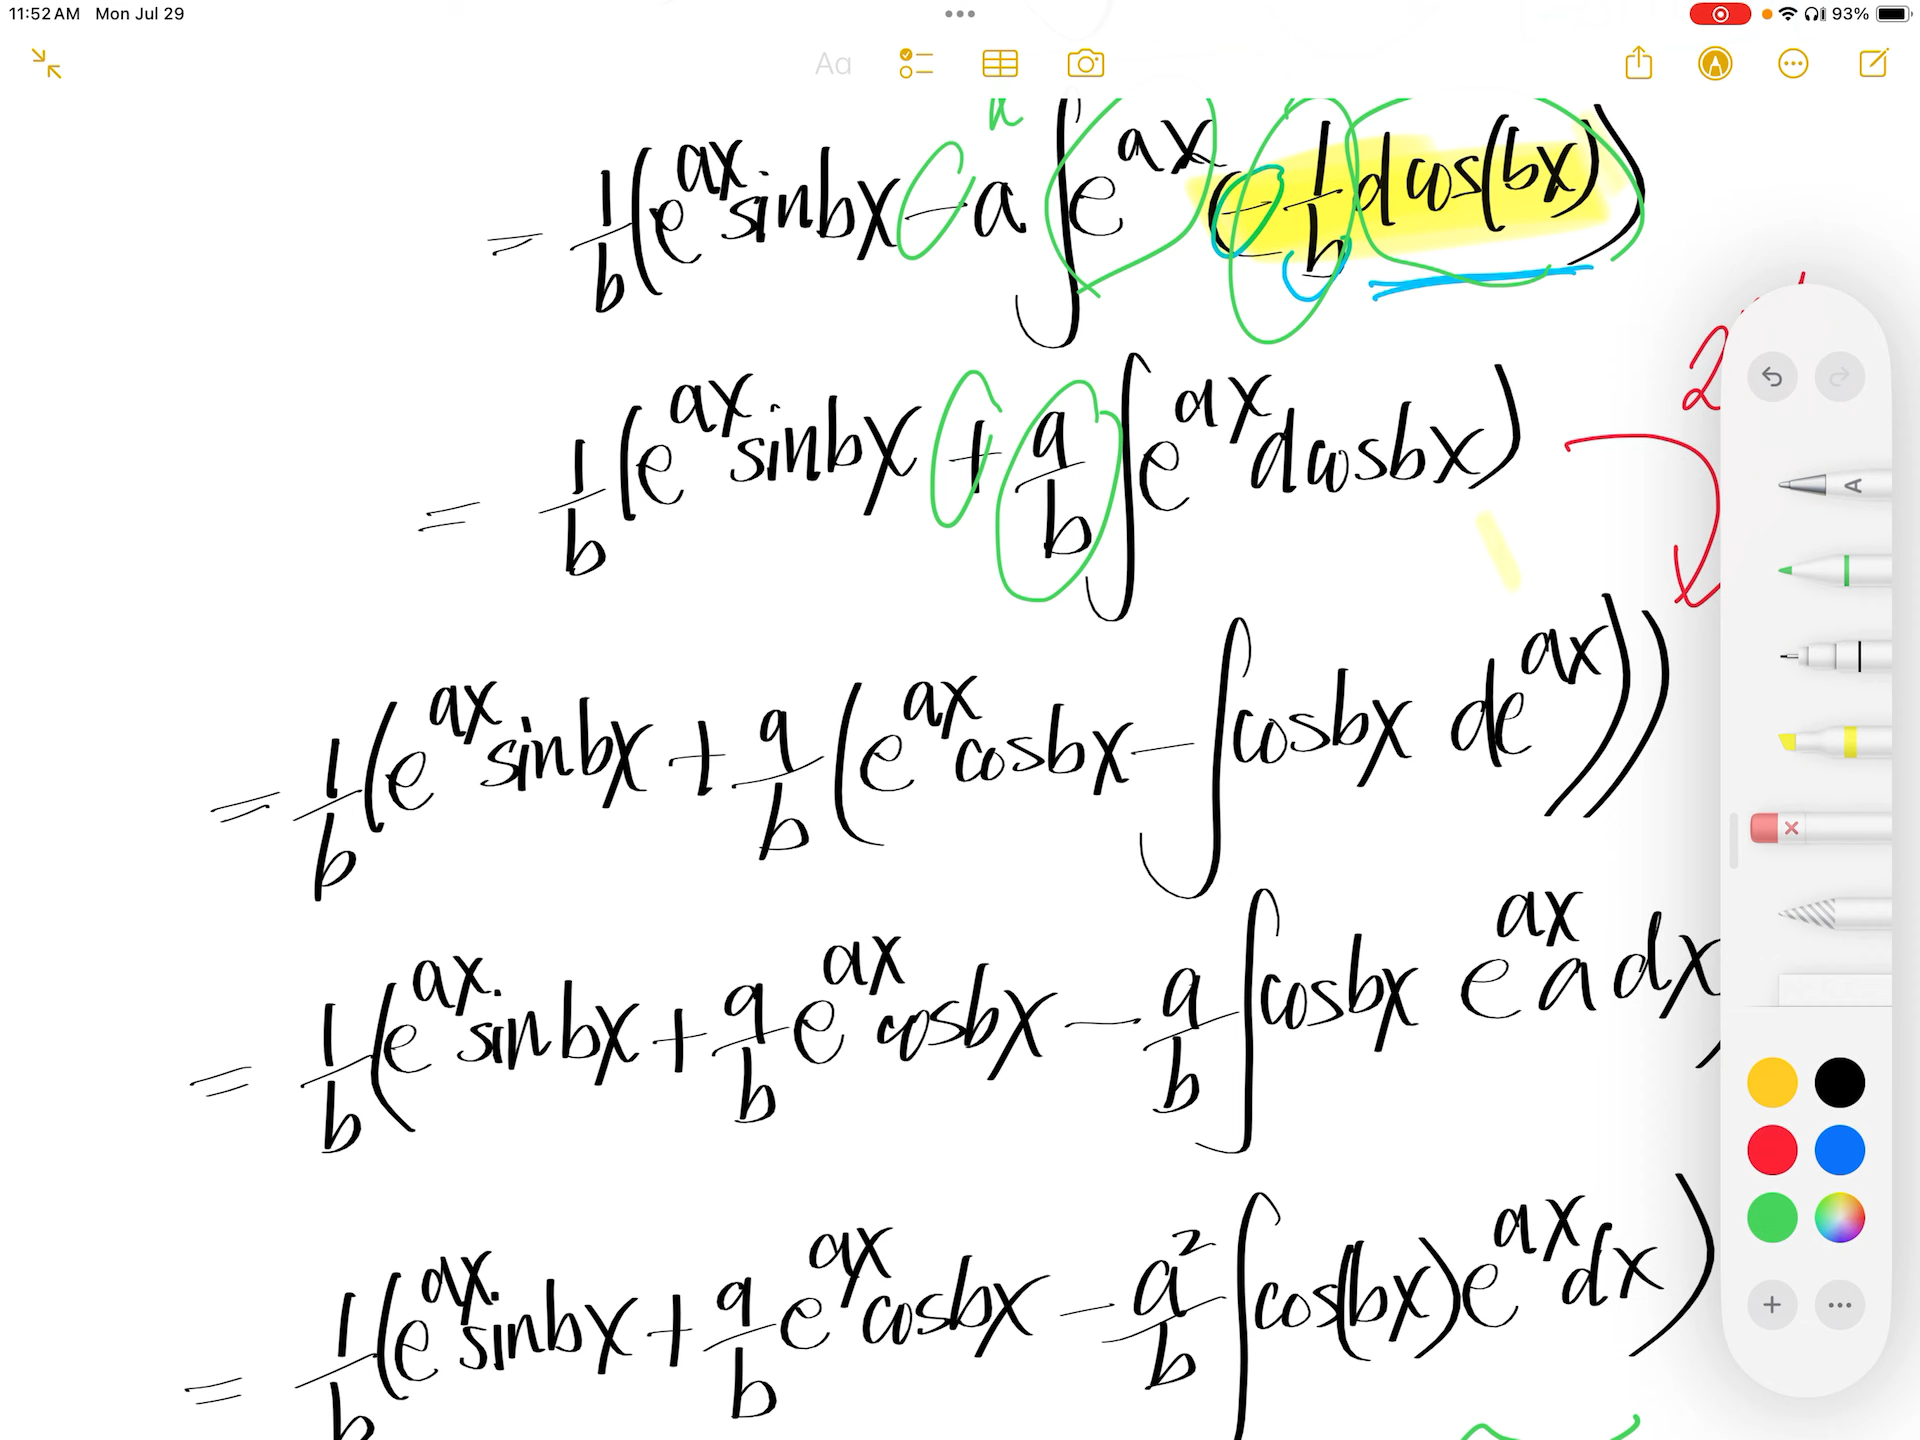 11:52 AM Mon Jul 29
93%
Aa
= 1/b (e^ax sinbx - a ∫ e^ax (-1/b d cos(bx))
= 1/b (e^ax sinbx + a/b ∫ e^ax dcosbx)
2
= 1/b (e^ax sinbx + a/b (e^ax cosbx - ∫ cosbx de^ax))
= 1/b (e^ax sinbx + a/b e^ax cosbx - a/b ∫ cosbx e^ax a dx
= 1/b (e^ax sinbx + a/b e^ax cosbx - a²/b ∫ cos(bx) e^ax dx)
A